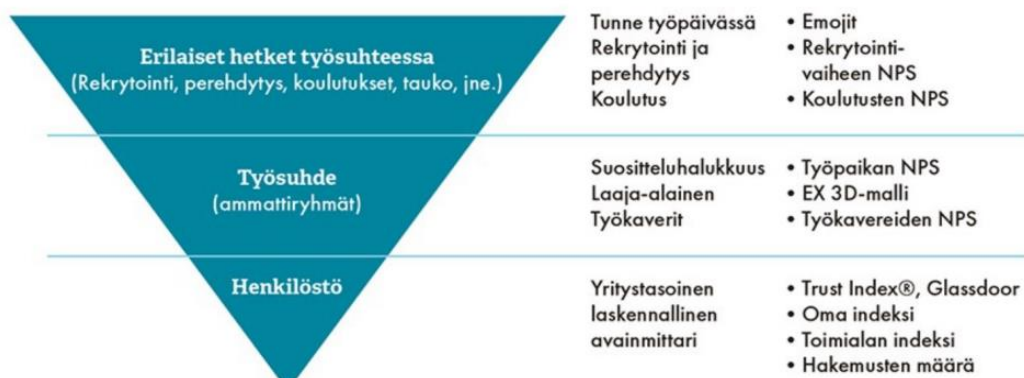 Erilaiset hetket työsuhteessa
(Rekrytointi, perehdytys, koulutukset, tauko, jne.)
Tunne työpäivässä
Rekrytointi ja
perehdytys
Koulutus
• Emojit
• Rekrytointi-
vaiheen NPS
• Koulutusten NPS
Työsuhde
(ammattiryhmät)
Suositteluhalukkuus
Laaja-alainen
Työkaverit
• Työpaikan NPS
• EX 3D-malli
• Työkavereiden NPS
Henkilöstö
Yritystasoinen
laskennallinen
avainmittari
• Trust Index®, Glassdoor
• Oma indeksi
• Toimialan indeksi
• Hakemusten määrä